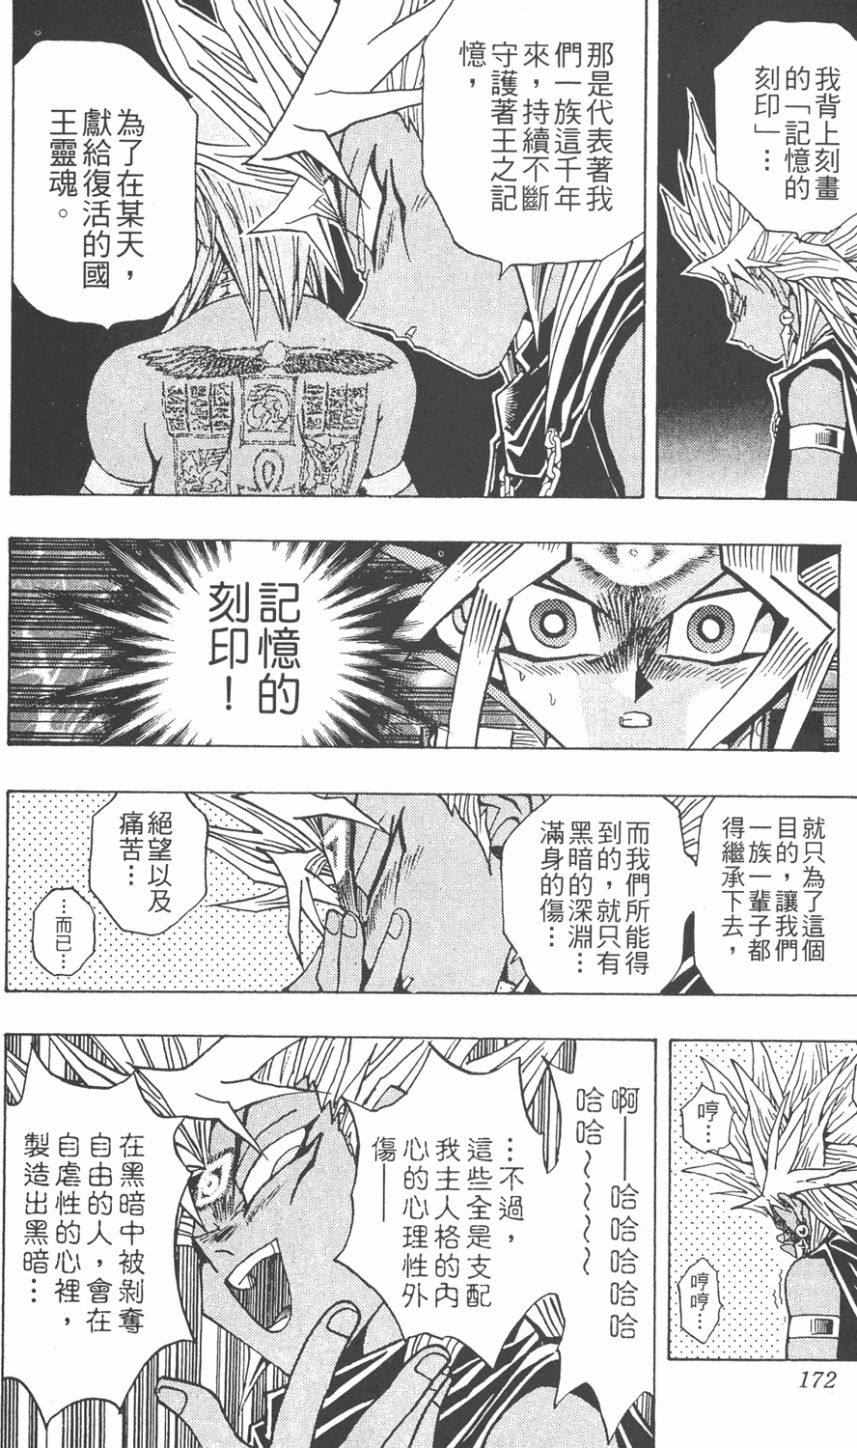 我背上刻畫
的「記憶的
刻印」…
那是代表著我
們一族這千年
來，持續不斷
守護著王之記
憶，
為了在某天，
獻給復活的國
王靈魂。
記憶的
刻印！
就只為了這個
目的，讓我們
一族一輩子都
得繼承下去，
而我們所能得
到的，就只有
黑暗的深淵…
滿身的傷…
絕望以及
痛苦…
…而已…
哼…
哼哼…
啊——哈哈哈哈哈
哈哈～～～～
…不過，
這些全是支配
我主人格的內
心的心理性外
傷——
在黑暗中被剝奪
自由的人，會在
自虐性的心裡，
製造出黑暗…
172